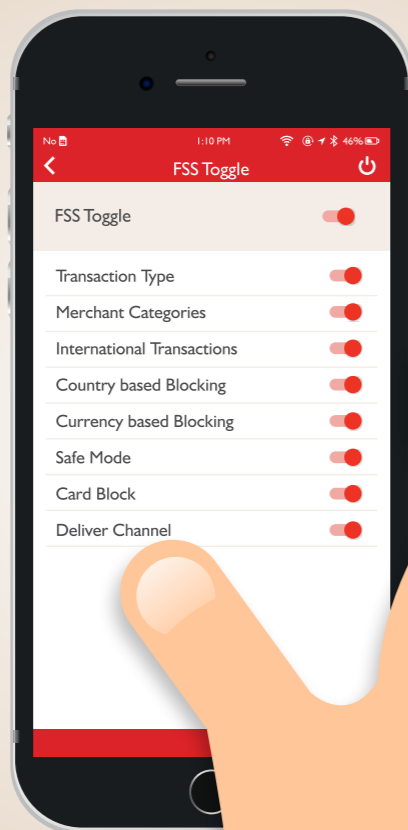 No
1:10 PM
46%
FSS Toggle
FSS Toggle
Transaction Type
Merchant Categories
International Transactions
Country based Blocking
Currency based Blocking
Safe Mode
Card Block
Deliver Channel